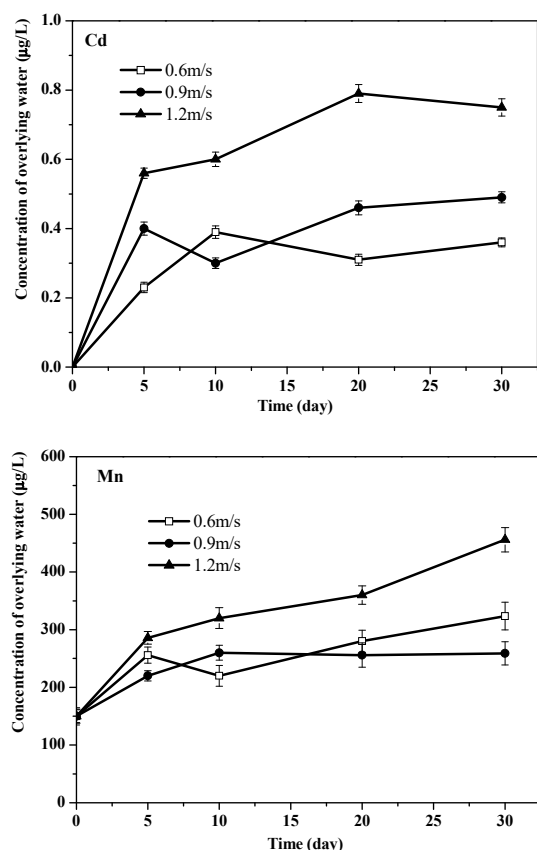 Cd
0.6m/s
0.9m/s
1.2m/s
Concentration of overlying water (μg/L)
1.0
0.8
0.6
0.4
0.2
0.0
0 5 10 15 20 25 30
Time (day)
Mn
0.6m/s
0.9m/s
1.2m/s
Concentration of overlying water (μg/L)
600
500
400
300
200
100
0
0 5 10 15 20 25 30
Time (day)